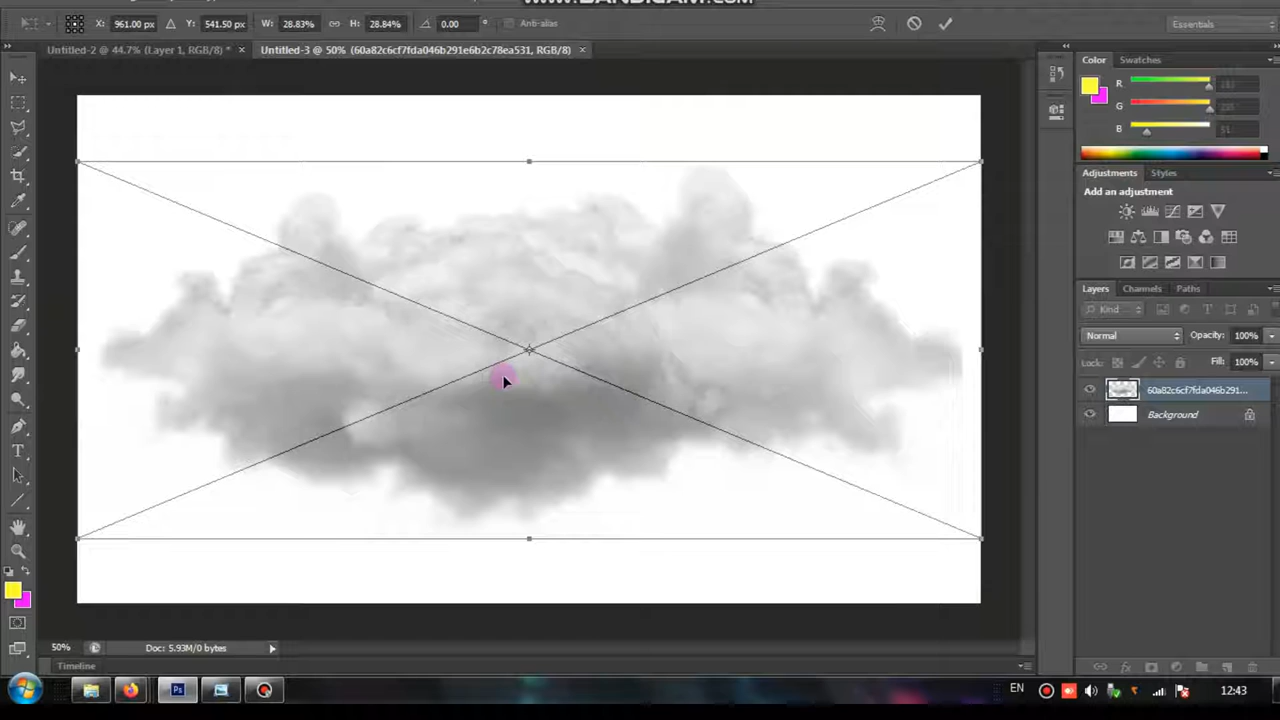 www.BANDICAM.com
X: 961.00 px Y: 541.50 px W: 28.83% H: 28.84% 0.00 ° Anti-alias Essentials
Untitled-2 @ 44.7% (Layer 1, RGB/8) * × Untitled-3 @ 50% (60a82c6cf7fda046b291e6b2c78ea531, RGB/8) ×
Color Swatches
R
G
B
Adjustments Styles
Add an adjustment
Layers Channels Paths
Kind
Normal Opacity: 100%
Lock: Fill: 100%
60a82c6cf7fda046b291...
Background
50% Doc: 5.93M/0 bytes
Timeline
EN 12:43